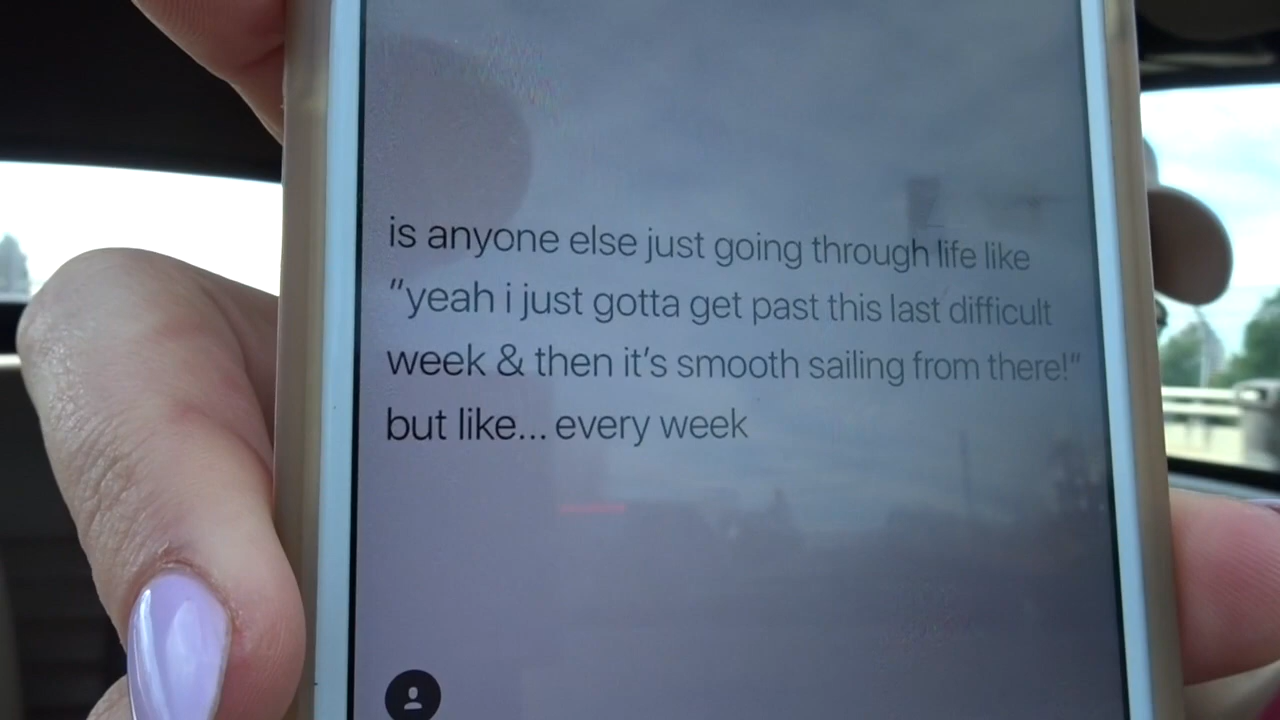 is anyone else just going through life like
"yeah i just gotta get past this last difficult
week & then it's smooth sailing from there!"
but like... every week